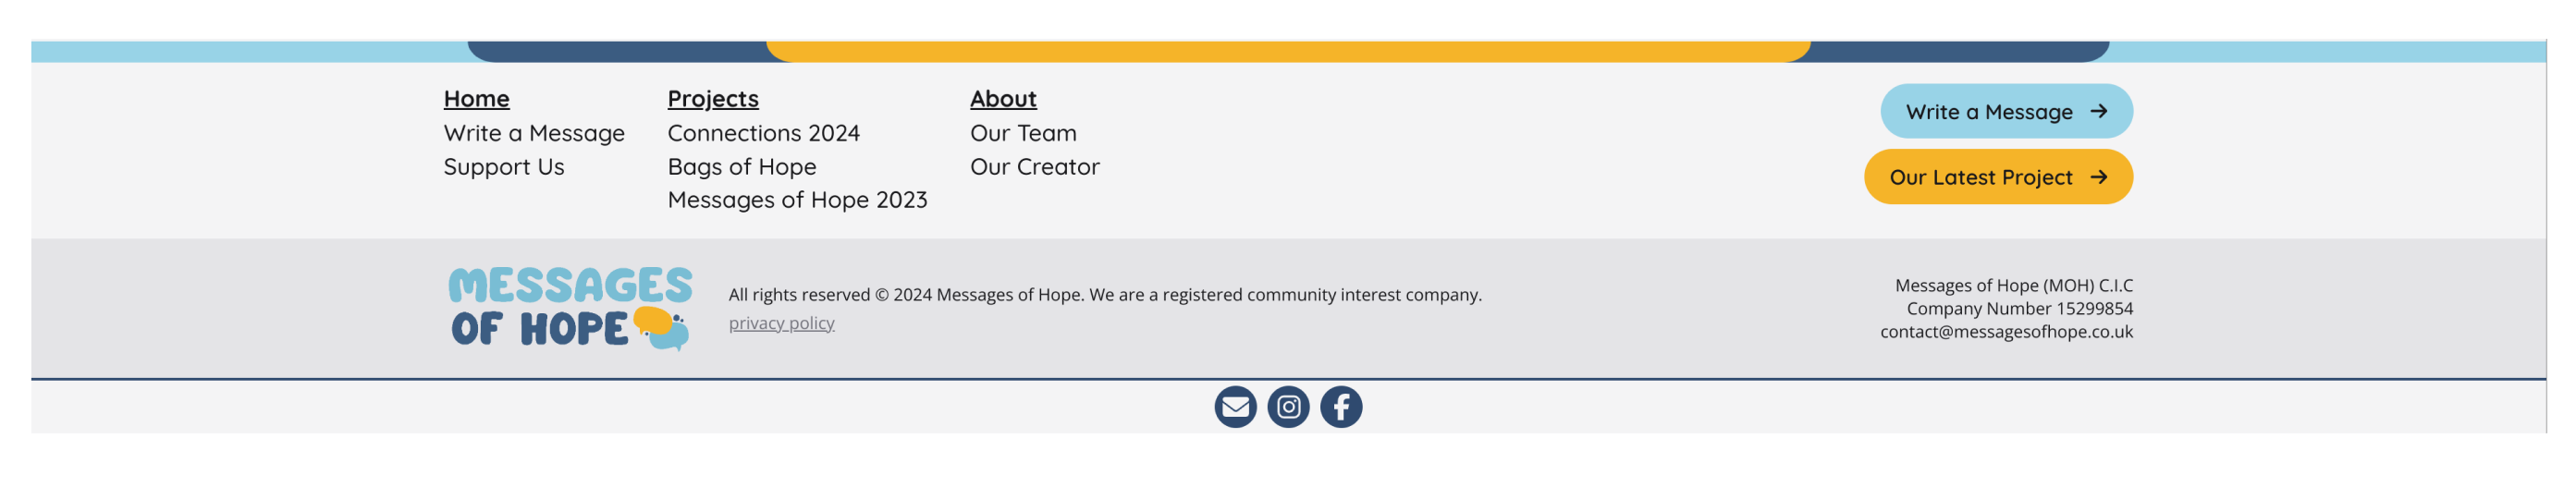 Home
Write a Message
Support Us
Projects
Connections 2024
Bags of Hope
Messages of Hope 2023
About
Our Team
Our Creator
Write a Message
Our Latest Project
MESSAGES
OF HOPE
All rights reserved © 2024 Messages of Hope. We are a registered community interest company.
privacy policy
Messages of Hope (MOH) C.I.C
Company Number 15299854
contact@messagesofhope.co.uk